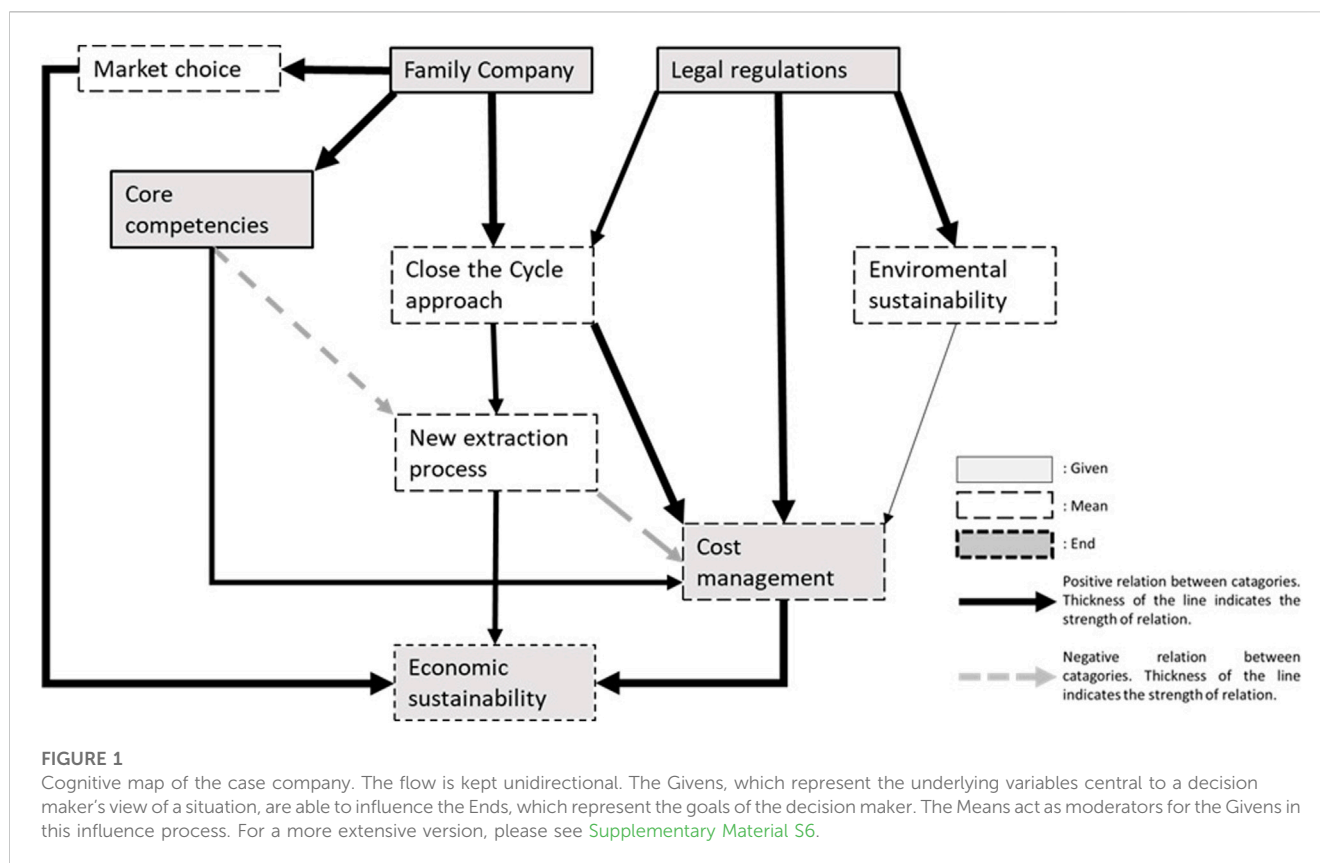 Market choice
Family Company
Legal regulations
Core
competencies
Close the Cycle
approach
Enviromental
sustainability
New extraction
process
Cost
management
Economic
sustainability
: Given
: Mean
: End
Positive relation between catagories.
Thickness of the line indicates the
strength of relation.
Negative relation between
catagories. Thickness of the line
indicates the strength of relation.
FIGURE 1
Cognitive map of the case company. The flow is kept unidirectional. The Givens, which represent the underlying variables central to a decision
maker's view of a situation, are able to influence the Ends, which represent the goals of the decision maker. The Means act as moderators for the Givens in
this influence process. For a more extensive version, please see Supplementary Material S6.